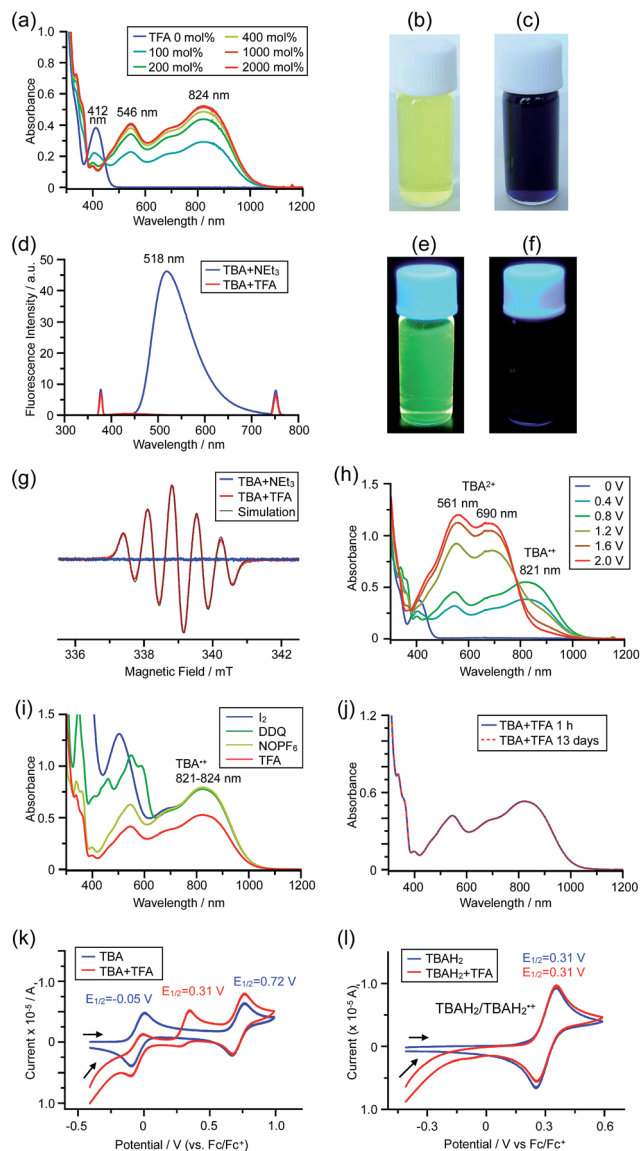 (a)
TFA 0 mol%
100 mol%
200 mol%
400 mol%
1000 mol%
2000 mol%
412
nm
546 nm
824 nm
Absorbance
1.0
0.8
0.6
0.4
0.2
0
400 600 800 1000 1200
Wavelength / nm
(b)
(c)
(d)
518 nm
TBA+NEt₃
TBA+TFA
Fluorescence Intensity / a.u.
50
40
30
20
10
0
300 400 500 600 700 800
Wavelength / nm
(e)
(f)
(g)
TBA+NEt₃
TBA+TFA
Simulation
336 338 340 342
Magnetic Field / mT
(h)
TBA²⁺
561 nm
690 nm
TBA•⁺
821 nm
0 V
0.4 V
0.8 V
1.2 V
1.6 V
2.0 V
Absorbance
2.0
1.5
1.0
0.5
0
400 600 800 1000 1200
Wavelength / nm
(i)
I₂
DDQ
NOPF₆
TFA
TBA•⁺
821-824 nm
Absorbance
1.5
1.0
0.5
0
400 600 800 1000 1200
Wavelength / nm
(j)
TBA+TFA 1 h
TBA+TFA 13 days
Absorbance
1.2
0.6
0
400 600 800 1000 1200
Wavelength / nm
(k)
TBA
TBA+TFA
E₁/₂=-0.05 V
E₁/₂=0.31 V
E₁/₂=0.72 V
Current x 10⁻⁵ / A
1.0
0
1.0
-0.5 0 0.5 1.0
Potential / V (vs. Fc/Fc⁺)
(l)
TBAH₂
TBAH₂+TFA
E₁/₂=0.31 V
E₁/₂=0.31 V
TBAH₂/TBAH₂•⁺
Current x 10⁻⁵ A
1.0
0
1.0
-0.3 0 0.3 0.6
Potential / V vs Fc/Fc⁺